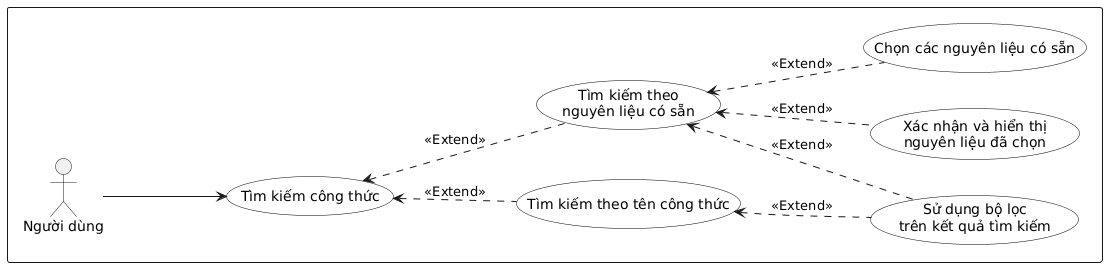 Người dùng
Tìm kiếm công thức
«Extend»
«Extend»
Tìm kiếm theo
nguyên liệu có sẵn
Tìm kiếm theo tên công thức
«Extend»
«Extend»
«Extend»
«Extend»
Chọn các nguyên liệu có sẵn
Xác nhận và hiển thị
nguyên liệu đã chọn
Sử dụng bộ lọc
trên kết quả tìm kiếm